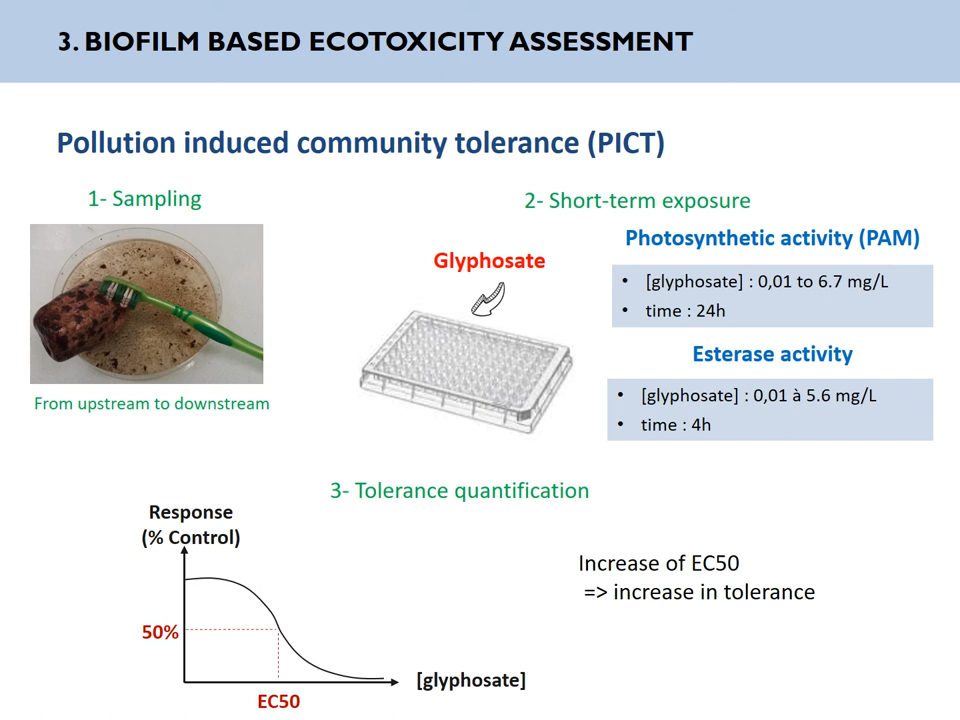 3. BIOFILM BASED ECOTOXICITY ASSESSMENT
Pollution induced community tolerance (PICT)
1- Sampling
From upstream to downstream
2- Short-term exposure
Glyphosate
Photosynthetic activity (PAM)
• [glyphosate] : 0,01 to 6.7 mg/L
• time : 24h
Esterase activity
• [glyphosate] : 0,01 à 5.6 mg/L
• time : 4h
3- Tolerance quantification
Response
(% Control)
50%
EC50
[glyphosate]
Increase of EC50
=> increase in tolerance